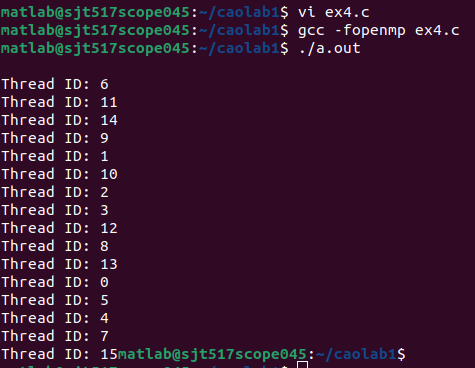 matlab@sjt517scope045:~/caolab1$ vi ex4.c
matlab@sjt517scope045:~/caolab1$ gcc -fopenmp ex4.c
matlab@sjt517scope045:~/caolab1$ ./a.out
Thread ID: 6
Thread ID: 11
Thread ID: 14
Thread ID: 9
Thread ID: 1
Thread ID: 10
Thread ID: 2
Thread ID: 3
Thread ID: 12
Thread ID: 8
Thread ID: 13
Thread ID: 0
Thread ID: 5
Thread ID: 4
Thread ID: 7
Thread ID: 15matlab@sjt517scope045:~/caolab1$